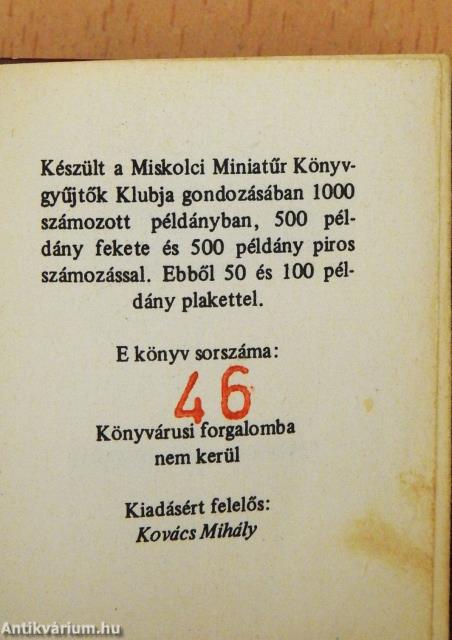 Készült a Miskolci Miniatűr Könyv-
gyűjtők Klubja gondozásában 1000
számozott példányban, 500 pél-
dány fekete és 500 példány piros
számozással. Ebből 50 és 100 pél-
dány plakettel.
E könyv sorszáma:
46
Könyvárusi forgalomba
nem kerül
Kiadásért felelős:
Kovács Mihály
Antikvárium.hu